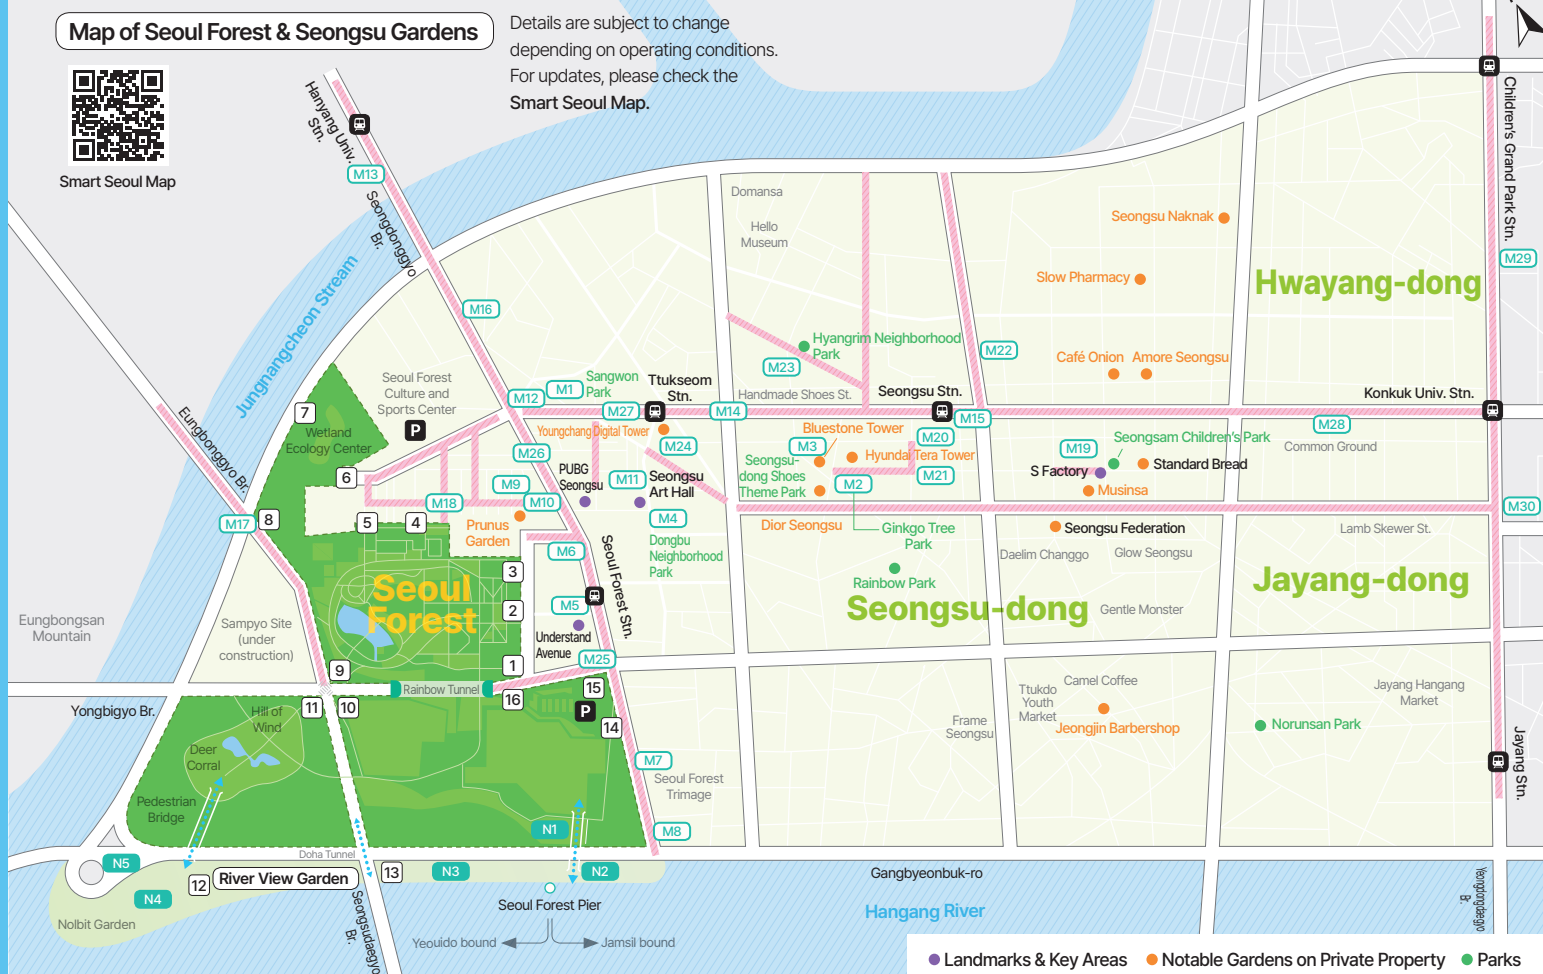 Map of Seoul Forest & Seongsu Gardens
Details are subject to change
depending on operating conditions.
For updates, please check the
Smart Seoul Map.
Smart Seoul Map
Hanyang Univ.
Stn.
M13
Seongdonggyo
Br.
Jungnangcheon Stream
M16
Children's Grand Park Stn.
M29
Domansa
Hello
Museum
Seongsu Naknak
Slow Pharmacy
Hwayang-dong
Hyangrim Neighborhood
Park
M23
M22
Café Onion
Amore Seongsu
Seoul Forest
Culture and
Sports Center
P
M12
M1
Sangwon
Park
Ttukseom
Stn.
M27
M14
Handmade Shoes St.
Seongsu Stn.
M15
Konkuk Univ. Stn.
M28
Common Ground
7
Wetland
Ecology Center
6
Eungbonggyo Br.
M17
8
5
4
M18
M26
M9
M10
Prunus
Garden
Youngchang Digital Tower
M24
PUBG
Seongsu
M11
Seongsu
Art Hall
M4
Dongbu
Neighborhood
Park
Bluestone Tower
M3
Hyundai Tera Tower
M20
M21
M2
Seongsu-
dong Shoes
Theme Park
Dior Seongsu
Ginkgo Tree
Park
Rainbow Park
M19
Seongsam Children's Park
S Factory
Standard Bread
Musinsa
M30
Seongsu Federation
Daelim Changgo
Glow Seongsu
Lamb Skewer St.
Seongsu-dong
Gentle Monster
Jayang-dong
M6
Seoul Forest Stn.
3
2
1
M5
Understand
Avenue
M25
Seoul
Forest
Eungbongsan
Mountain
Sampyo Site
(under
construction)
9
Rainbow Tunnel
16
15
P
14
11
10
Yongbigyo Br.
Hill of
Wind
Deer
Corral
Pedestrian
Bridge
M7
Seoul Forest
Trimage
M8
Camel Coffee
Ttukdo
Youth
Market
Jeongjin Barbershop
Frame
Seongsu
Norunsan Park
Jayang Hangang
Market
Jayang Stn.
N1
N2
N3
N4
N5
Doha Tunnel
12
River View Garden
13
Nolbit Garden
Seongsudaegyo
Br.
Seoul Forest Pier
Yeouido bound
Jamsil bound
Gangbyeonbuk-ro
Hangang River
Yeongdongdaegyo
Br.
Landmarks & Key Areas
Notable Gardens on Private Property
Parks